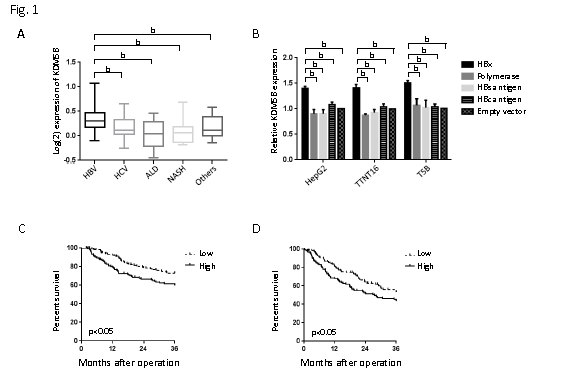 Fig. 1
A
b
b
b
b
Log(2) expression of KDM5B
1.5
1.0
0.5
0.0
-0.5
HBV
HCV
ALD
NASH
Others
B
b
b
b
b
b
b
b
b
b
b
b
b
Relative KDM5B expression
2.0
1.5
1.0
0.5
0.0
HepG2
TTNT16
T5B
HBx
Polymerase
HBsantigen
HBcantigen
Empty vector
C
Percent survival
100
80
60
40
20
0
p<0.05
0 12 24 36
Months after operation
Low
High
D
Percent survival
100
80
60
40
20
0
p<0.05
0 12 24 36
Months after operation
Low
High